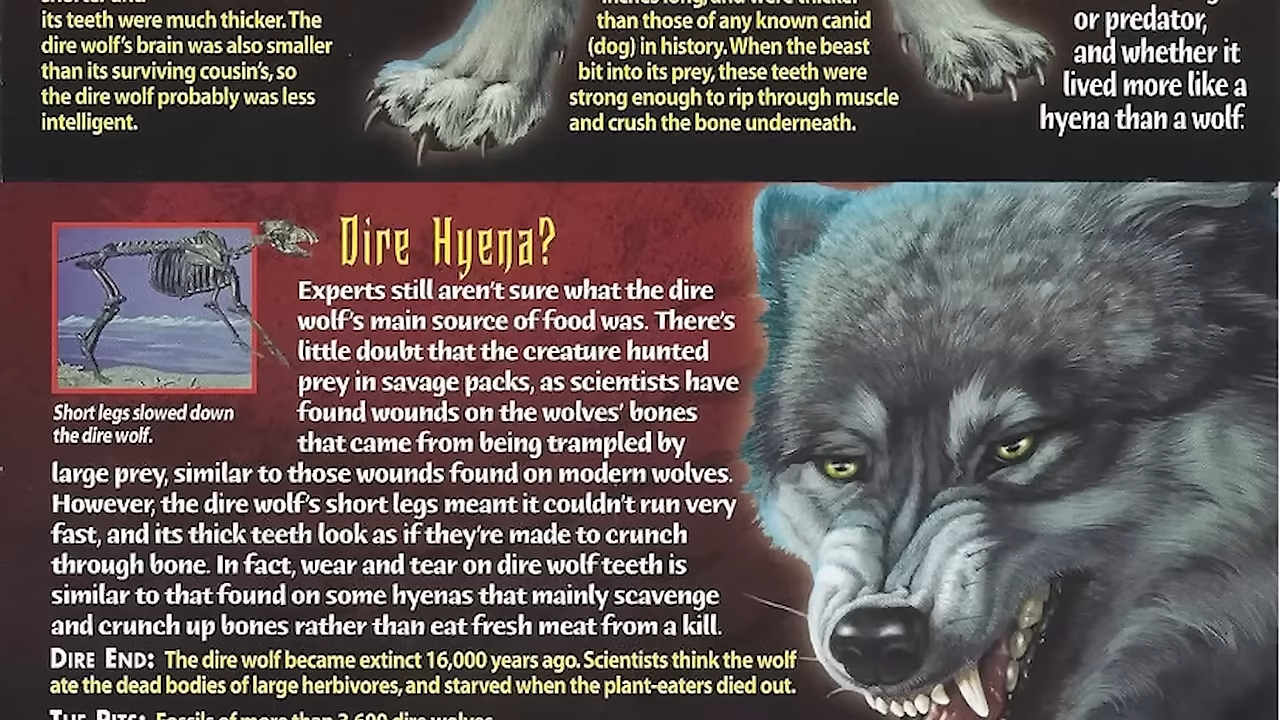 its teeth were much thicker. The
dire wolf's brain was also smaller
than its surviving cousin's, so
the dire wolf probably was less
intelligent.
than those of any known canid
(dog) in history. When the beast
bit into its prey, these teeth were
strong enough to rip through muscle
and crush the bone underneath.
or predator,
and whether it
lived more like a
hyena than a wolf.
Dire Hyena?
Experts still aren't sure what the dire
wolf's main source of food was. There's
little doubt that the creature hunted
prey in savage packs, as scientists have
found wounds on the wolves' bones
that came from being trampled by
large prey, similar to those wounds found on modern wolves.
However, the dire wolf's short legs meant it couldn't run very
fast, and its thick teeth look as if they're made to crunch
through bone. In fact, wear and tear on dire wolf teeth is
similar to that found on some hyenas that mainly scavenge
and crunch up bones rather than eat fresh meat from a kill.
Short legs slowed down
the dire wolf.
DIRE END: The dire wolf became extinct 16,000 years ago. Scientists think the wolf
ate the dead bodies of large herbivores, and starved when the plant-eaters died out.
THE PITS: Fossils of more than 3,600 dire wolves